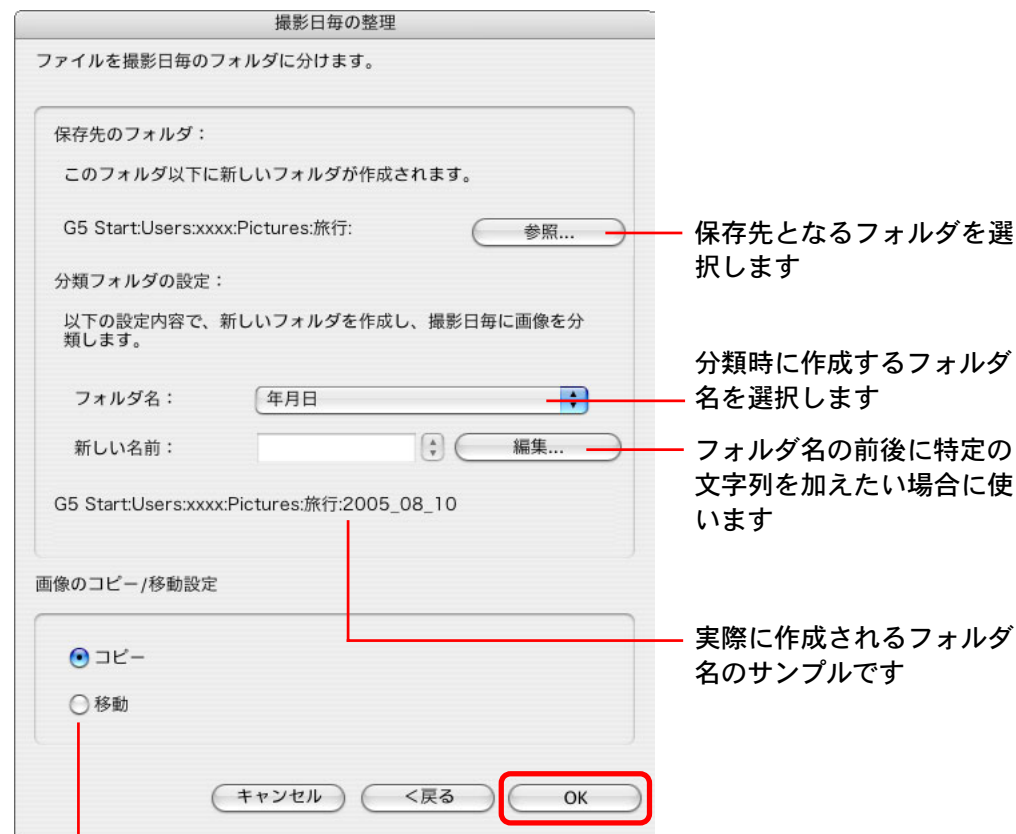 撮影日毎の整理
ファイルを撮影日毎のフォルダに分けます。
保存先のフォルダ：
このフォルダ以下に新しいフォルダが作成されます。
G5 Start:Users:xxxx:Pictures:旅行:
参照...
保存先となるフォルダを選
択します
分類フォルダの設定：
以下の設定内容で、新しいフォルダを作成し、撮影日毎に画像を分
類します。
フォルダ名：
年月日
分類時に作成するフォルダ
名を選択します
新しい名前：
編集...
フォルダ名の前後に特定の
文字列を加えたい場合に使
います
G5 Start:Users:xxxx:Pictures:旅行:2005_08_10
実際に作成されるフォルダ
名のサンプルです
画像のコピー/移動設定
コピー
移動
キャンセル
<戻る
OK